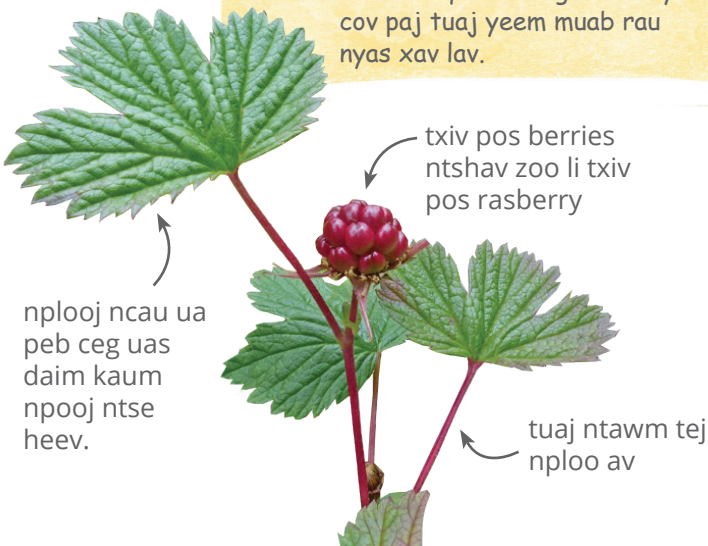 cov paj tuaj yeem muab rau
nyas xav lav.
txiv pos berries
ntshav zoo li txiv
pos rasberry
nplooj ncau ua
peb ceg uas
daim kaum
npooj ntse
heev.
tuaj ntawm tej
nploo av